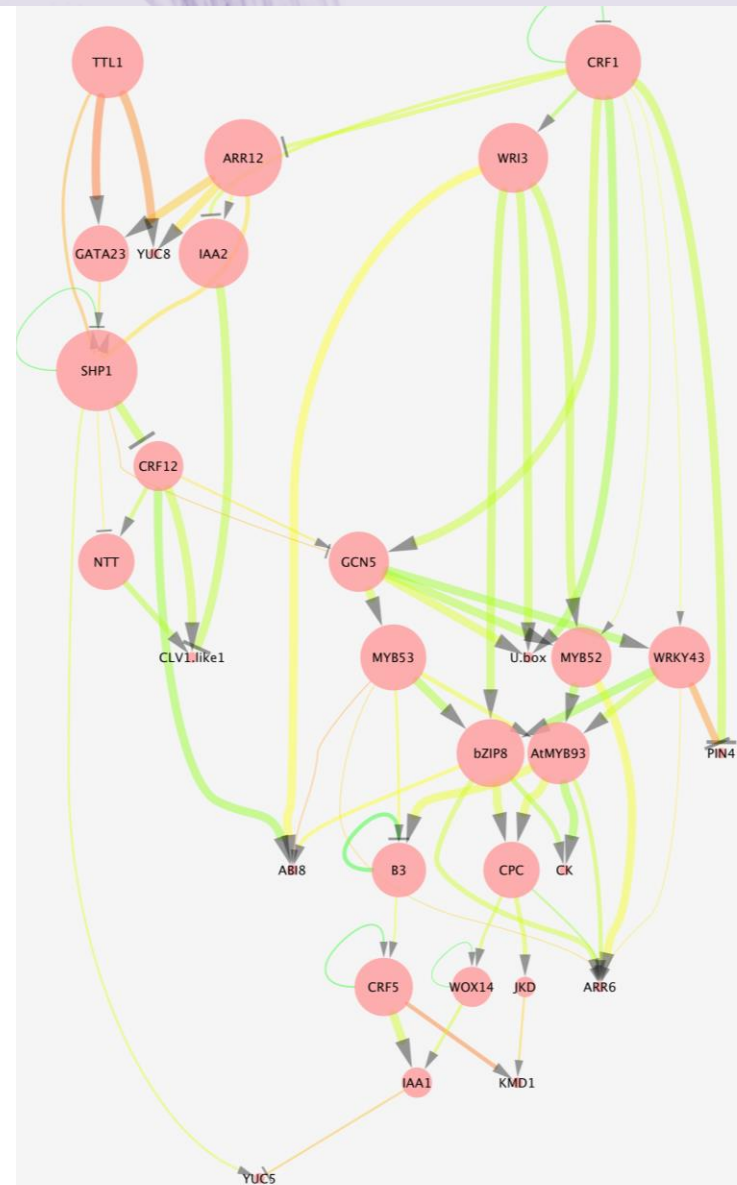 TTL1
CRF1
ARR12
WRI3
GATA23
YUC8
IAA2
SHP1
CRF12
NTT
GCN5
CLV1.like1
MYB53
U.box
MYB52
WRKY43
bZIP8
AtMYB93
PIN4
ABI8
B3
CPC
CK
CRF5
WOX14
JKD
ARR6
IAA1
KMD1
YUC5